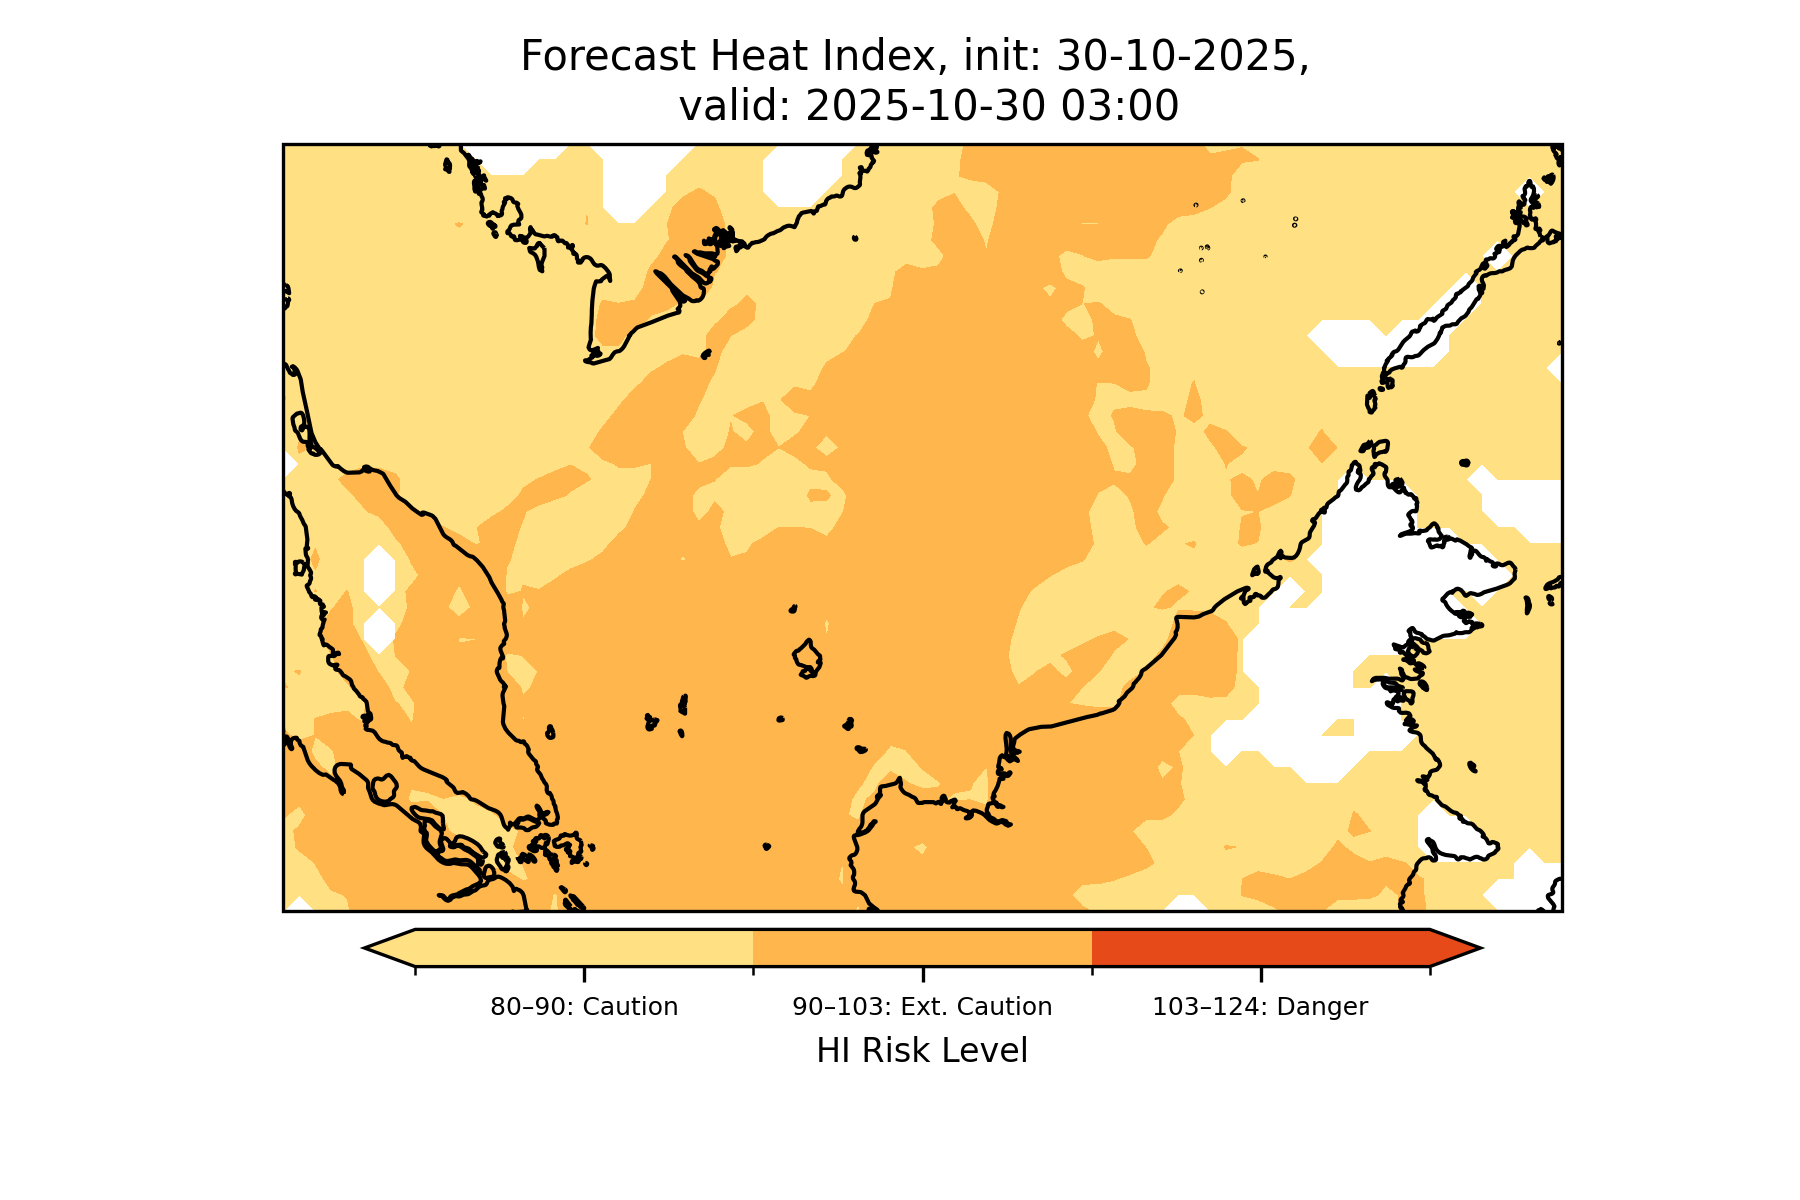 Forecast Heat Index, init: 30-10-2025,
valid: 2025-10-30 03:00
80–90: Caution
90–103: Ext. Caution
103–124: Danger
HI Risk Level